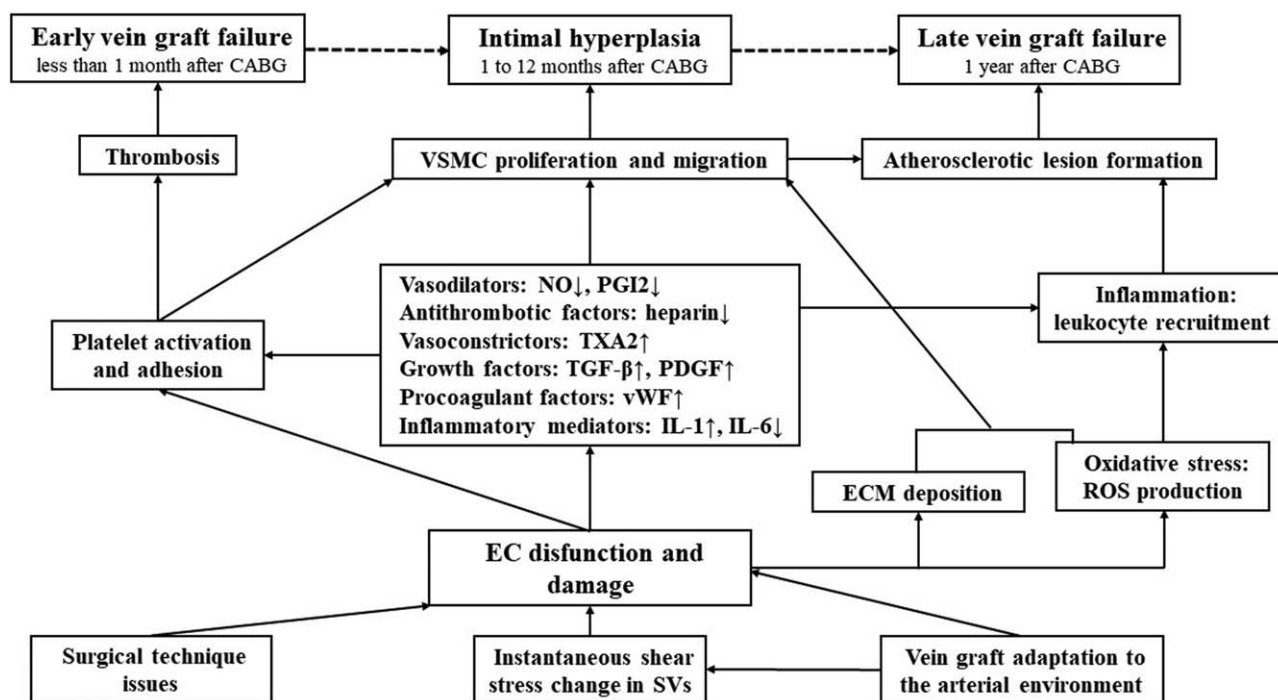 Early vein graft failure
less than 1 month after CABG
Intimal hyperplasia
1 to 12 months after CABG
Late vein graft failure
1 year after CABG
Thrombosis
VSMC proliferation and migration
Atherosclerotic lesion formation
Vasodilators: NO↓, PGI2↓
Antithrombotic factors: heparin↓
Vasoconstrictors: TXA2↑
Growth factors: TGF-β↑, PDGF↑
Procoagulant factors: vWF↑
Inflammatory mediators: IL-1↑, IL-6↓
Inflammation:
leukocyte recruitment
Platelet activation
and adhesion
ECM deposition
Oxidative stress:
ROS production
EC disfunction and
damage
Surgical technique
issues
Instantaneous shear
stress change in SVs
Vein graft adaptation to
the arterial environment